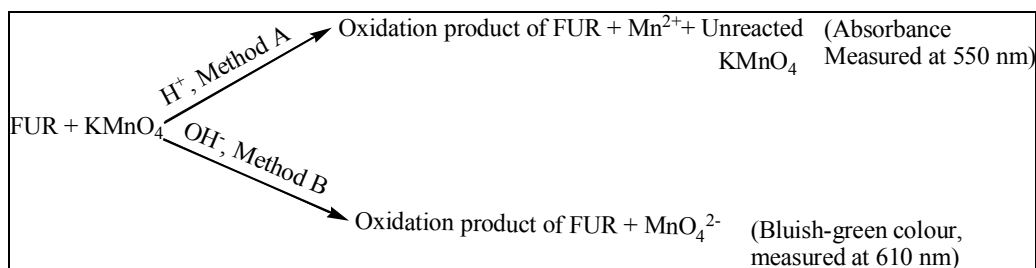 Oxidation product of FUR + Mn²⁺+ Unreacted KMnO₄
(Absorbance
Measured at 550 nm)
H⁺, Method A
FUR + KMnO₄
OH⁻, Method B
Oxidation product of FUR + MnO₄²⁻
(Bluish-green colour,
measured at 610 nm)